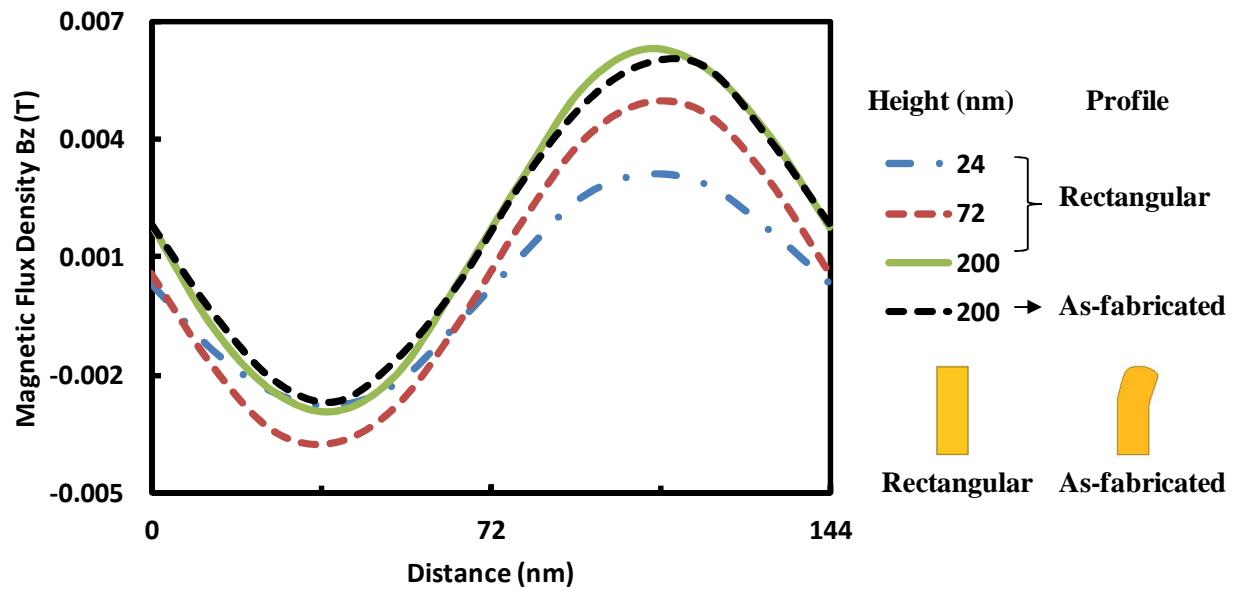 0.007
0.004
0.001
-0.002
-0.005
Magnetic Flux Density Bz (T)
0
72
144
Distance (nm)
Height (nm) Profile
24
72
200
200
Rectangular
As-fabricated
Rectangular As-fabricated